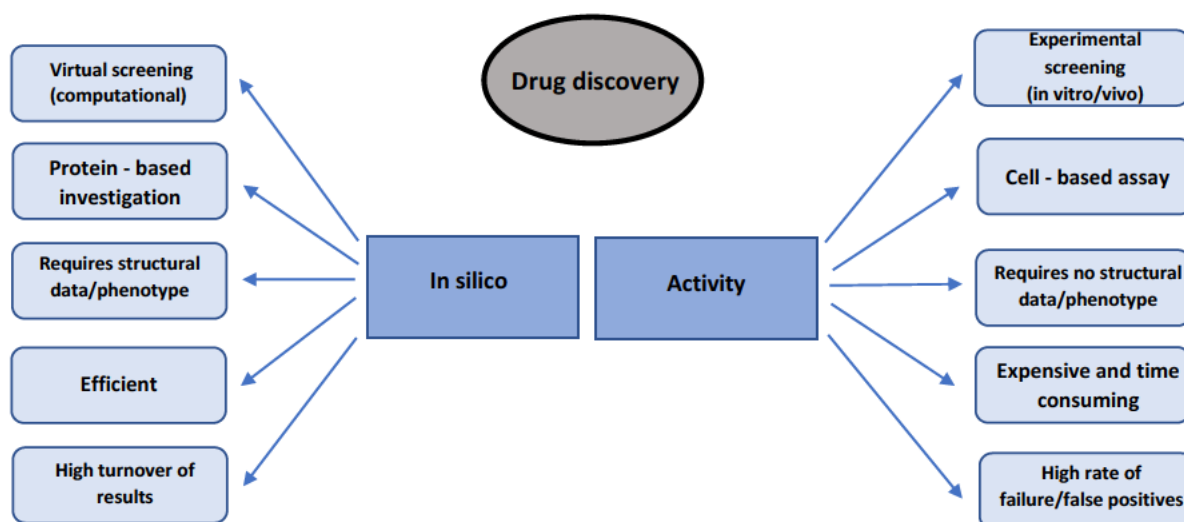 Drug discovery
Virtual screening
(computational)
Protein - based
investigation
Requires structural
data/phenotype
Efficient
High turnover of
results
In silico
Activity
Experimental
screening
(in vitro/vivo)
Cell - based assay
Requires no structural
data/phenotype
Expensive and time
consuming
High rate of
failure/false positives